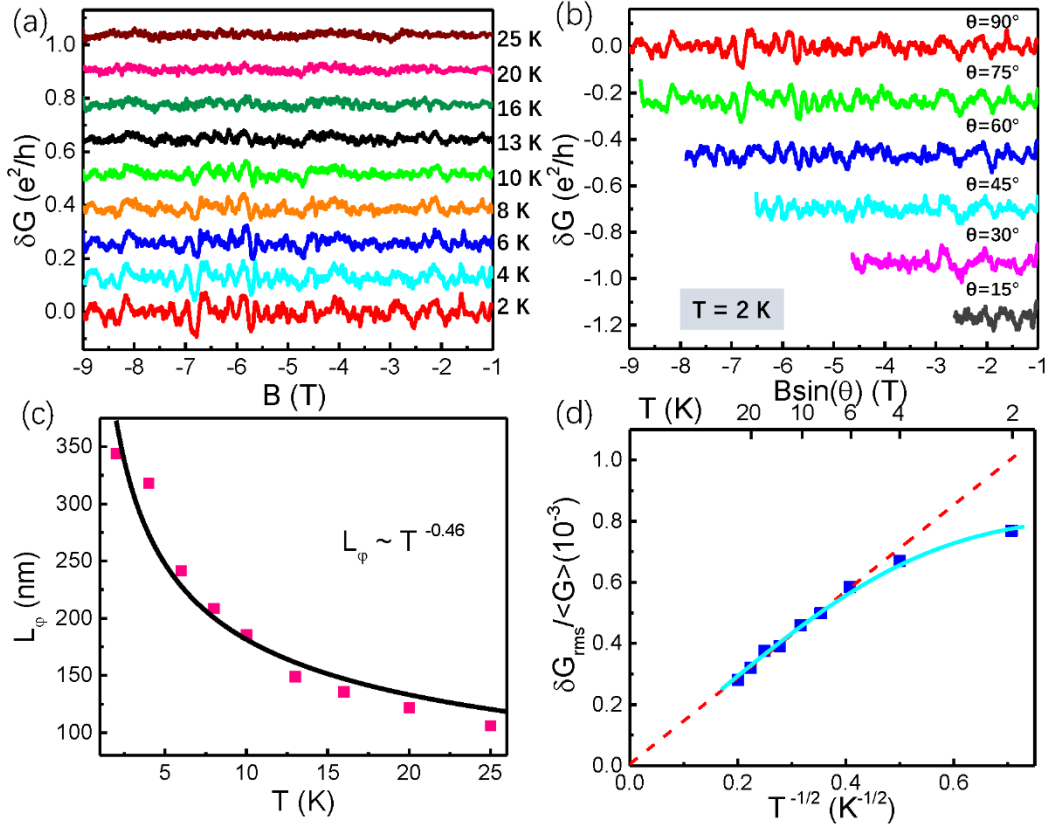 (a)
δG (e²/h)
1.0
0.8
0.6
0.4
0.2
0.0
25 K
20 K
16 K
13 K
10 K
8 K
6 K
4 K
2 K
-9 -8 -7 -6 -5 -4 -3 -2 -1
B (T)
(b)
δG (e²/h)
0.0
-0.2
-0.4
-0.6
-0.8
-1.0
-1.2
θ=90°
θ=75°
θ=60°
θ=45°
θ=30°
θ=15°
T = 2 K
-9 -8 -7 -6 -5 -4 -3 -2 -1
Bsin(θ) (T)
(c)
L_φ (nm)
350
300
250
200
150
100
L_φ ~ T^-0.46
5 10 15 20 25
T (K)
(d)
T (K) 20 10 6 4 2
δG_rms/<G>(10^-3)
1.0
0.8
0.6
0.4
0.2
0.0
0.0 0.2 0.4 0.6
T^-1/2 (K^-1/2)